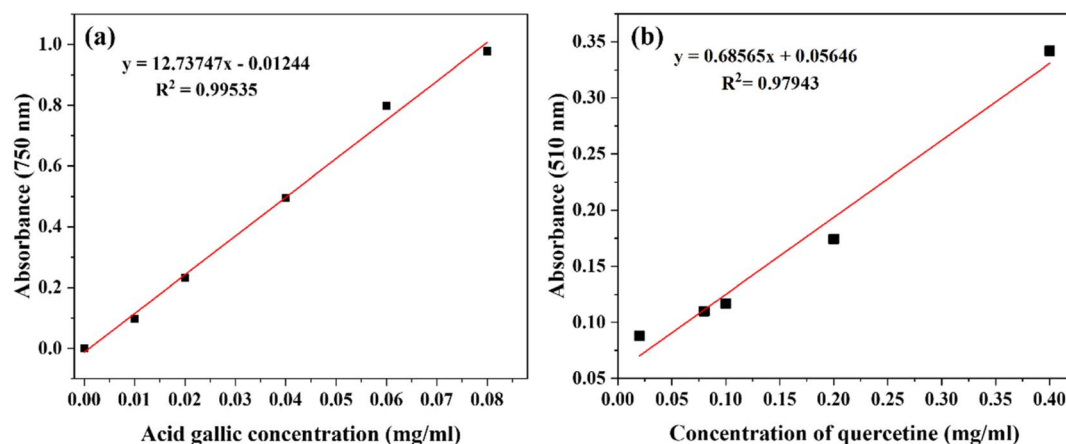 (a)
y = 12.73747x - 0.01244
R² = 0.99535
Absorbance (750 nm)
1.0
0.8
0.6
0.4
0.2
0.0
0.00 0.01 0.02 0.03 0.04 0.05 0.06 0.07 0.08
Acid gallic concentration (mg/ml)
(b)
y = 0.68565x + 0.05646
R²= 0.97943
Absorbance (510 nm)
0.35
0.30
0.25
0.20
0.15
0.10
0.05
0.00 0.05 0.10 0.15 0.20 0.25 0.30 0.35 0.40
Concentration of quercetine (mg/ml)